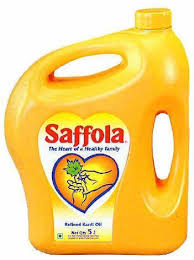 Saffola
The Heart of a Healthy Family
Refined Kardi Oil
Net Qty. 5 l